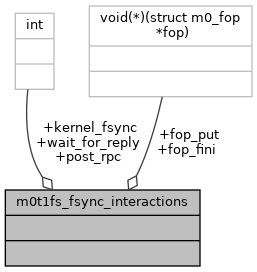 int
void(*)(struct m0_fop
*fop)
+kernel_fsync
+wait_for_reply
+post_rpc
+fop_put
+fop_fini
m0t1fs_fsync_interactions